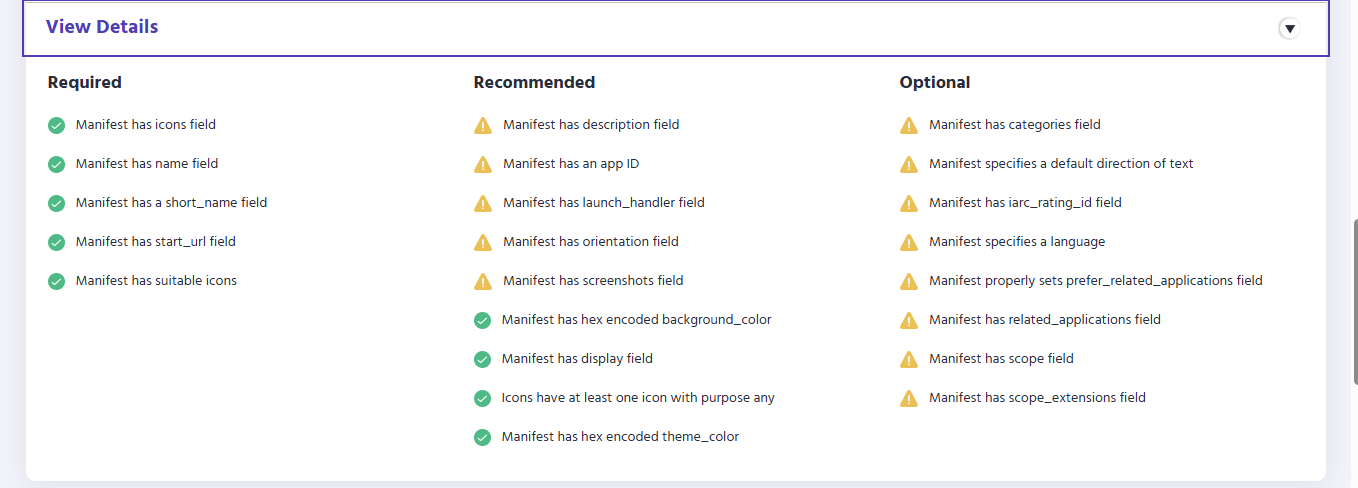 View Details
Required
Manifest has icons field
Manifest has name field
Manifest has a short_name field
Manifest has start_url field
Manifest has suitable icons
Recommended
Manifest has description field
Manifest has an app ID
Manifest has launch_handler field
Manifest has orientation field
Manifest has screenshots field
Manifest has hex encoded background_color
Manifest has display field
Icons have at least one icon with purpose any
Manifest has hex encoded theme_color
Optional
Manifest has categories field
Manifest specifies a default direction of text
Manifest has iarc_rating_id field
Manifest specifies a language
Manifest properly sets prefer_related_applications field
Manifest has related_applications field
Manifest has scope field
Manifest has scope_extensions field